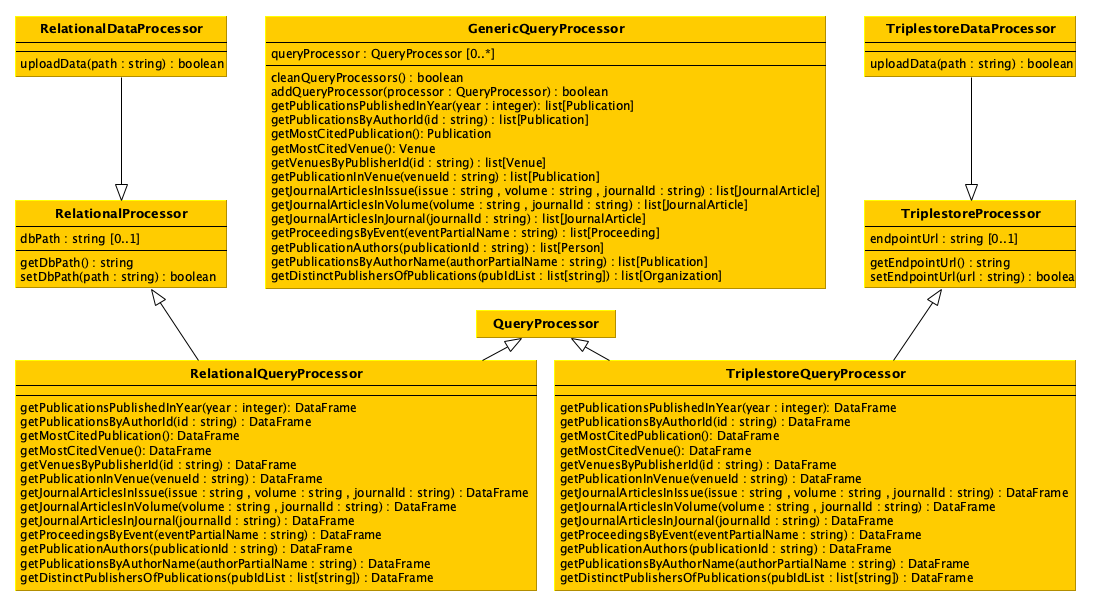 RelationalDataProcessor
uploadData(path : string) : boolean
GenericQueryProcessor
queryProcessor : QueryProcessor [0..*]
cleanQueryProcessors() : boolean
addQueryProcessor(processor : QueryProcessor) : boolean
getPublicationsPublishedInYear(year : integer): list[Publication]
getPublicationsByAuthorId(id : string) : list[Publication]
getMostCitedPublication(): Publication
getMostCitedVenue(): Venue
getVenuesByPublisherId(id : string) : list[Venue]
getPublicationInVenue(venueId : string) : list[Publication]
getJournalArticlesInIssue(issue : string , volume : string , journalId : string) : list[JournalArticle]
getJournalArticlesInVolume(volume : string , journalId : string) : list[JournalArticle]
getJournalArticlesInJournal(journalId : string) : list[JournalArticle]
getProceedingsByEvent(eventPartialName : string) : list[Proceeding]
getPublicationAuthors(publicationId : string) : list[Person]
getPublicationsByAuthorName(authorPartialName : string) : list[Publication]
getDistinctPublishersOfPublications(pubIdList : list[string]) : list[Organization]
TriplestoreDataProcessor
uploadData(path : string) : boolean
RelationalProcessor
dbPath : string [0..1]
getDbPath() : string
setDbPath(path : string) : boolean
TriplestoreProcessor
endpointUrl : string [0..1]
getEndpointUrl() : string
setEndpointUrl(url : string) : boolea
QueryProcessor
RelationalQueryProcessor
getPublicationsPublishedInYear(year : integer): DataFrame
getPublicationsByAuthorId(id : string) : DataFrame
getMostCitedPublication(): DataFrame
getMostCitedVenue(): DataFrame
getVenuesByPublisherId(id : string) : DataFrame
getPublicationInVenue(venueId : string) : DataFrame
getJournalArticlesInIssue(issue : string , volume : string , journalId : string) : DataFrame
getJournalArticlesInVolume(volume : string , journalId : string) : DataFrame
getJournalArticlesInJournal(journalId : string) : DataFrame
getProceedingsByEvent(eventPartialName : string) : DataFrame
getPublicationAuthors(publicationId : string) : DataFrame
getPublicationsByAuthorName(authorPartialName : string) : DataFrame
getDistinctPublishersOfPublications(pubIdList : list[string]) : DataFrame
TriplestoreQueryProcessor
getPublicationsPublishedInYear(year : integer): DataFrame
getPublicationsByAuthorId(id : string) : DataFrame
getMostCitedPublication(): DataFrame
getMostCitedVenue(): DataFrame
getVenuesByPublisherId(id : string) : DataFrame
getPublicationInVenue(venueId : string) : DataFrame
getJournalArticlesInIssue(issue : string , volume : string , journalId : string) : DataFrame
getJournalArticlesInVolume(volume : string , journalId : string) : DataFrame
getJournalArticlesInJournal(journalId : string) : DataFrame
getProceedingsByEvent(eventPartialName : string) : DataFrame
getPublicationAuthors(publicationId : string) : DataFrame
getPublicationsByAuthorName(authorPartialName : string) : DataFrame
getDistinctPublishersOfPublications(pubIdList : list[string]) : DataFrame